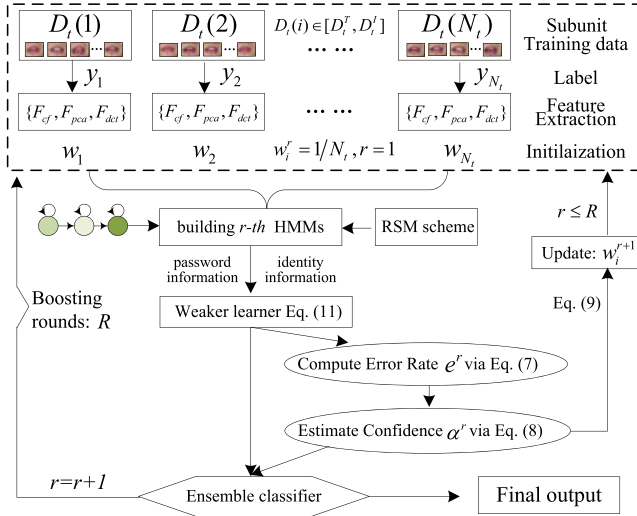 D_t(1) D_t(2) D_t(i)∈[D_t^T, D_t^I] D_t(N_t) Subunit
... ... ... ... ... ... Training data
y_1 y_2 y_{N_t} Label
{F_cf, F_pca, F_dct} {F_cf, F_pca, F_dct} ... ... {F_cf, F_pca, F_dct} Feature
Extraction
w_1 w_2 w_i^r = 1/N_t, r = 1 w_{N_t} Initilaization
r ≤ R
building r-th HMMs RSM scheme
Update: w_i^{r+1}
password identity
information information
Boosting
rounds: R
Weaker learner Eq. (11)
Eq. (9)
Compute Error Rate e^r via Eq. (7)
Estimate Confidence α^r via Eq. (8)
r=r+1
Ensemble classifier
Final output